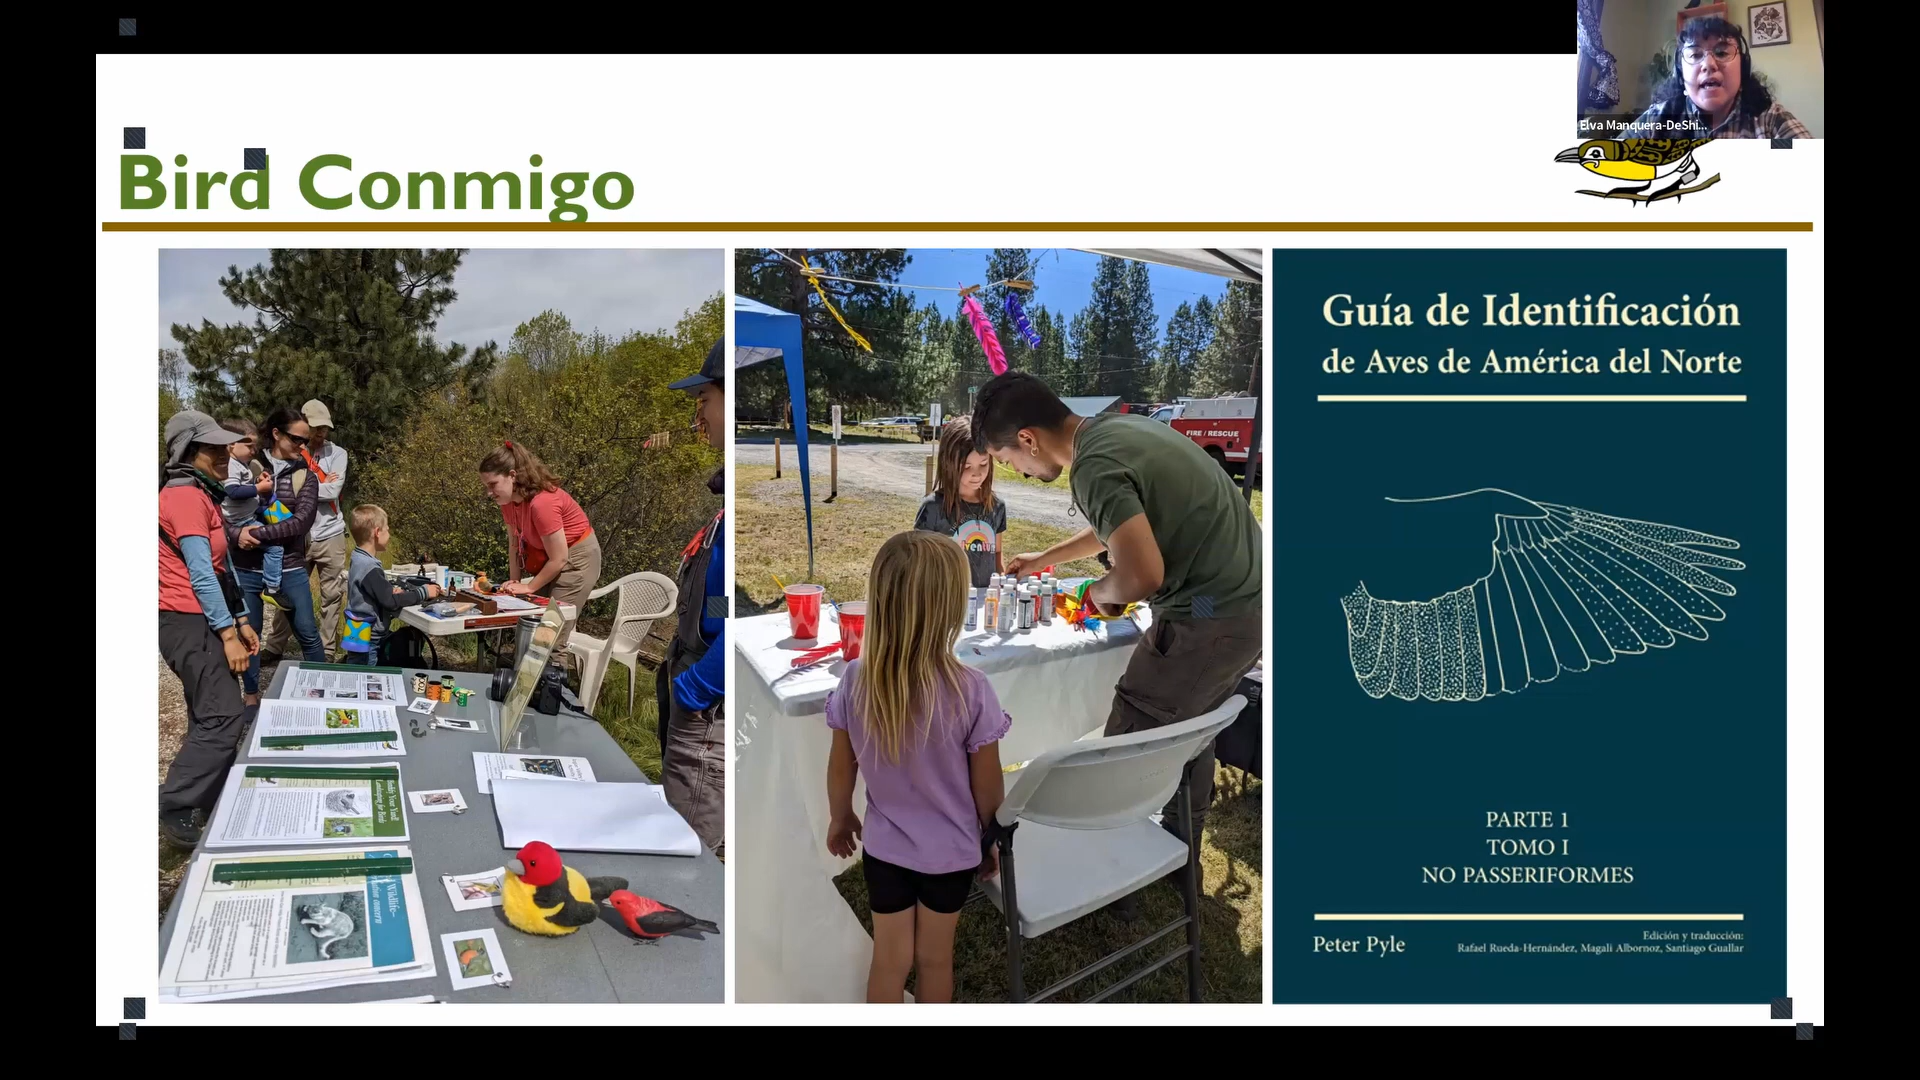 Elva Manquera-DeShi...
Bird Conmigo
FIRE / RESCUE
Guía de Identificación
de Aves de América del Norte
PARTE 1
TOMO I
NO PASSERIFORMES
Peter Pyle
Edición y traducción:
Rafael Rueda-Hernández, Magali Albornoz, Santiago Guallar